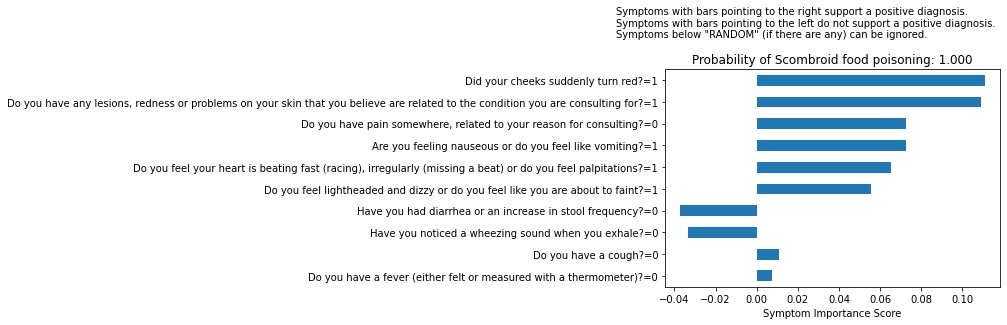 Symptoms with bars pointing to the right support a positive diagnosis.
Symptoms with bars pointing to the left do not support a positive diagnosis.
Symptoms below "RANDOM" (if there are any) can be ignored.
Probability of Scombroid food poisoning: 1.000
Did your cheeks suddenly turn red?=1
Do you have any lesions, redness or problems on your skin that you believe are related to the condition you are consulting for?=1
Do you have pain somewhere, related to your reason for consulting?=0
Are you feeling nauseous or do you feel like vomiting?=1
Do you feel your heart is beating fast (racing), irregularly (missing a beat) or do you feel palpitations?=1
Do you feel lightheaded and dizzy or do you feel like you are about to faint?=1
Have you had diarrhea or an increase in stool frequency?=0
Have you noticed a wheezing sound when you exhale?=0
Do you have a cough?=0
Do you have a fever (either felt or measured with a thermometer)?=0
−0.04 −0.02 0.00 0.02 0.04 0.06 0.08 0.10
Symptom Importance Score